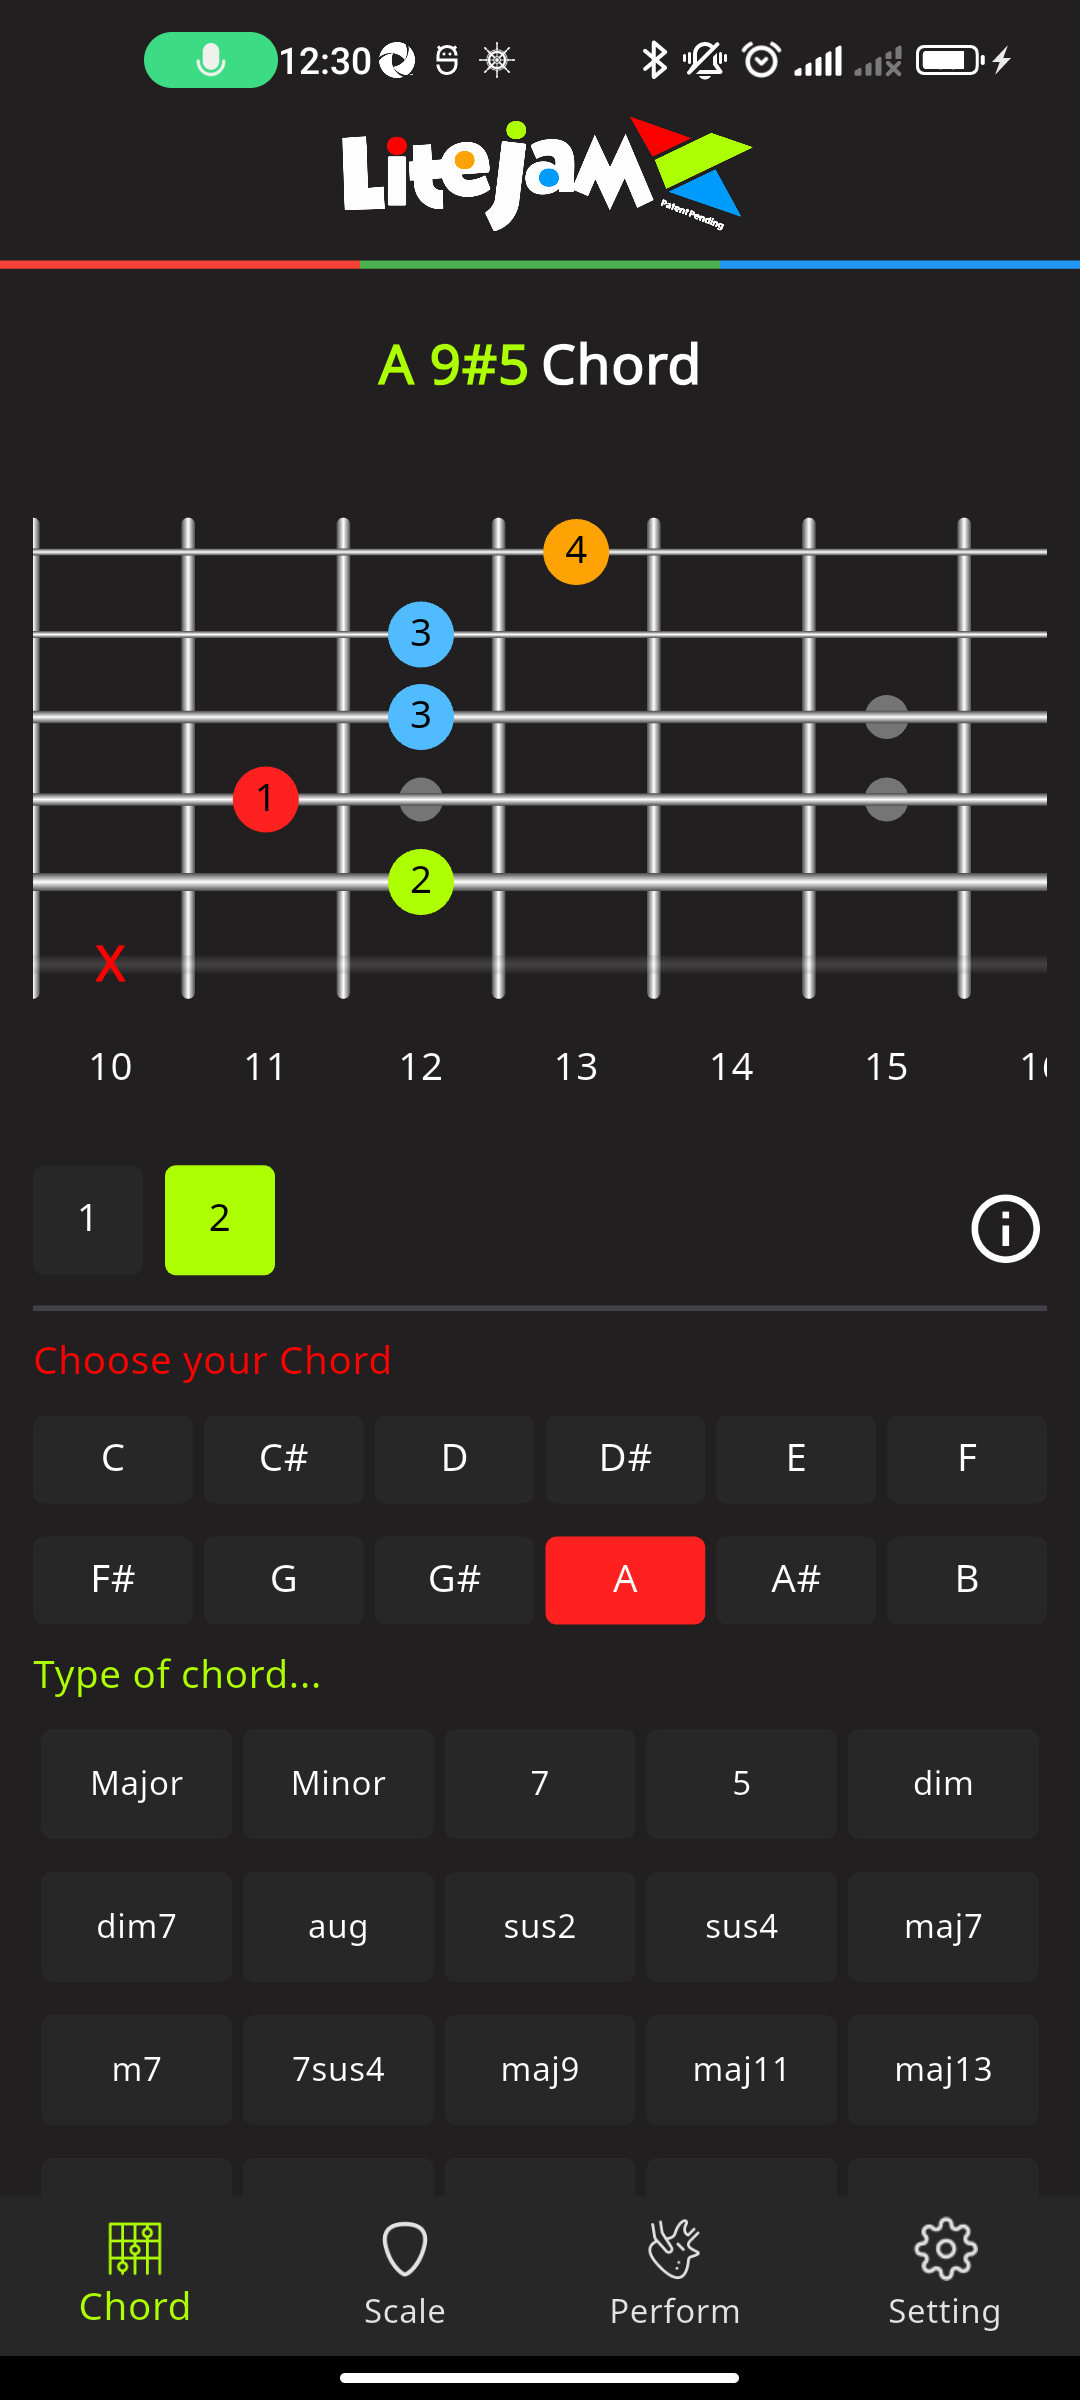 12:30
Litejam
Patent Pending
A 9#5 Chord
4
3
3
1
2
X
10 11 12 13 14 15
1 2
Choose your Chord
C C# D D# E F
F# G G# A A# B
Type of chord...
Major Minor 7 5 dim
dim7 aug sus2 sus4 maj7
m7 7sus4 maj9 maj11 maj13
Chord Scale Perform Setting